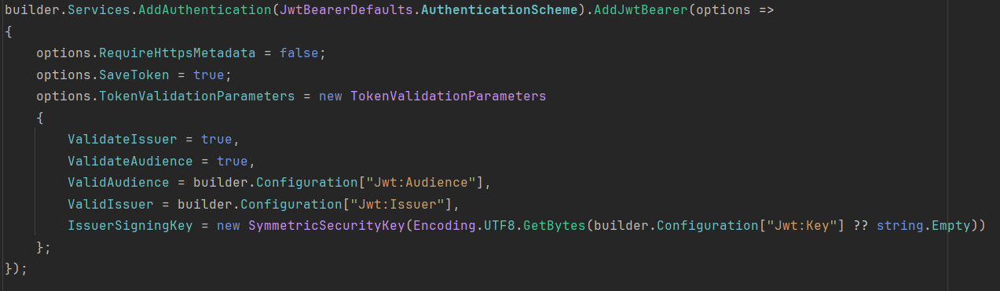 builder.Services.AddAuthentication(JwtBearerDefaults.AuthenticationScheme).AddJwtBearer(options =>
{
    options.RequireHttpsMetadata = false;
    options.SaveToken = true;
    options.TokenValidationParameters = new TokenValidationParameters
    {
        ValidateIssuer = true,
        ValidateAudience = true,
        ValidAudience = builder.Configuration["Jwt:Audience"],
        ValidIssuer = builder.Configuration["Jwt:Issuer"],
        IssuerSigningKey = new SymmetricSecurityKey(Encoding.UTF8.GetBytes(builder.Configuration["Jwt:Key"] ?? string.Empty))
    };
});